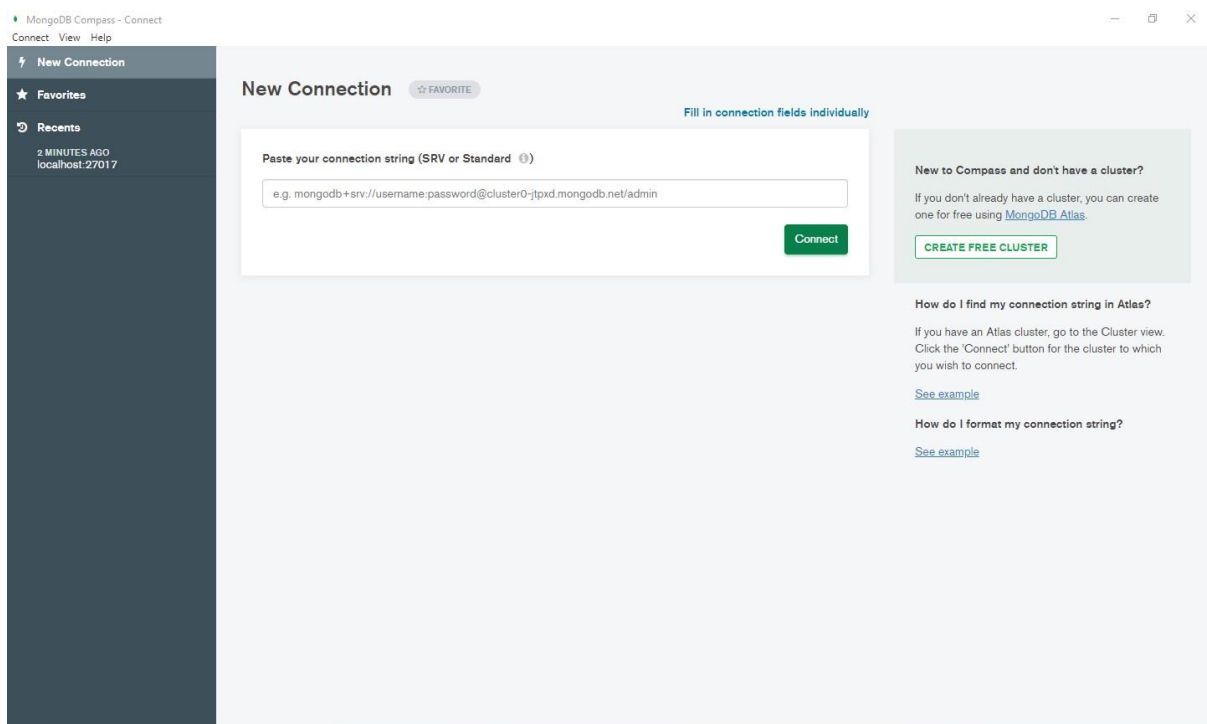 MongoDB Compass - Connect
Connect View Help
New Connection
Favorites
Recents
2 MINUTES AGO
localhost:27017
New Connection
FAVORITE
Fill in connection fields individually
Paste your connection string (SRV or Standard )
e.g. mongodb+srv://username:password@cluster0-jtpxd.mongodb.net/admin
Connect
New to Compass and don't have a cluster?
If you don't already have a cluster, you can create
one for free using MongoDB Atlas.
CREATE FREE CLUSTER
How do I find my connection string in Atlas?
If you have an Atlas cluster, go to the Cluster view.
Click the 'Connect' button for the cluster to which
you wish to connect.
See example
How do I format my connection string?
See example